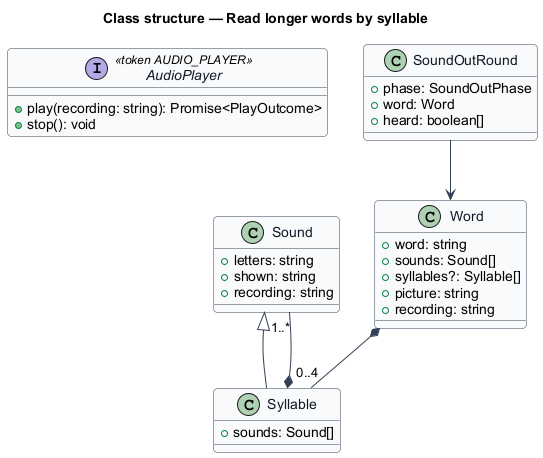 Class structure — Read longer words by syllable
I
«token AUDIO_PLAYER»
AudioPlayer
play(recording: string): Promise<PlayOutcome>
stop(): void
C SoundOutRound
phase: SoundOutPhase
word: Word
heard: boolean[]
C Sound
letters: string
shown: string
recording: string
C Word
word: string
sounds: Sound[]
syllables?: Syllable[]
picture: string
recording: string
1..*
0..4
C Syllable
sounds: Sound[]